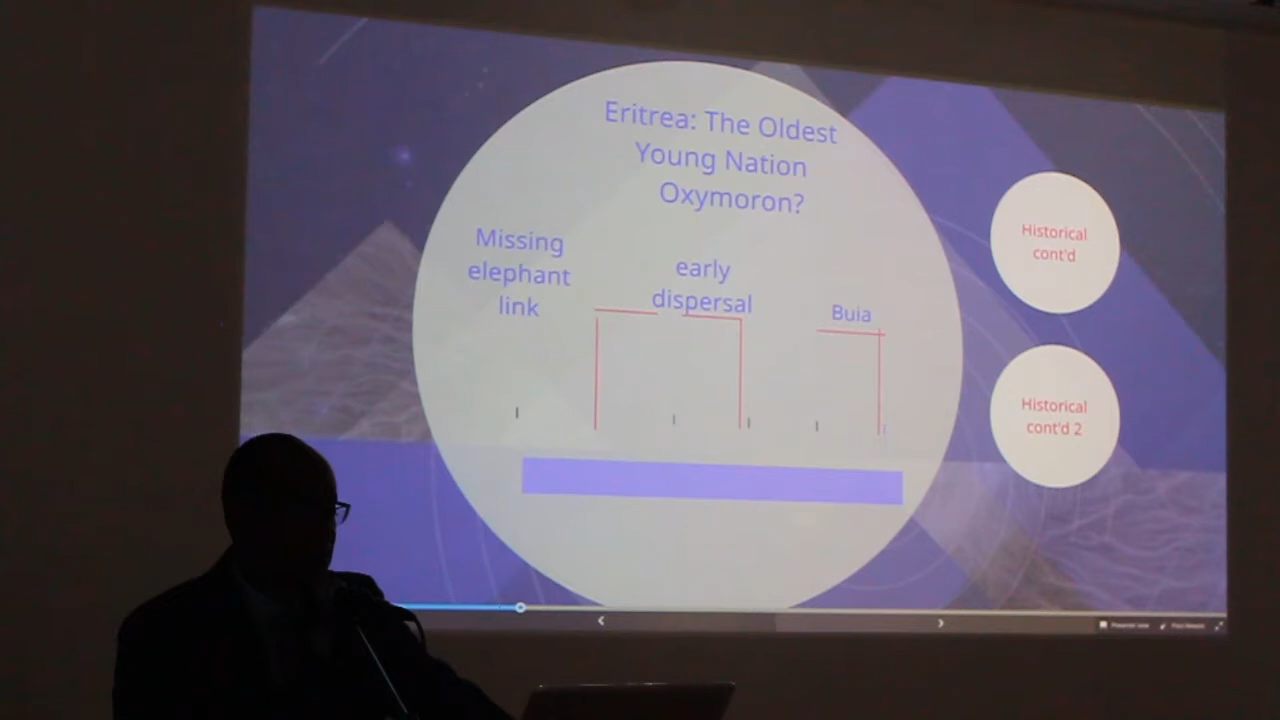 Eritrea: The Oldest
Young Nation
Oxymoron?
Missing
elephant
link
early
dispersal
Buia
Historical
cont'd
Historical
cont'd 2